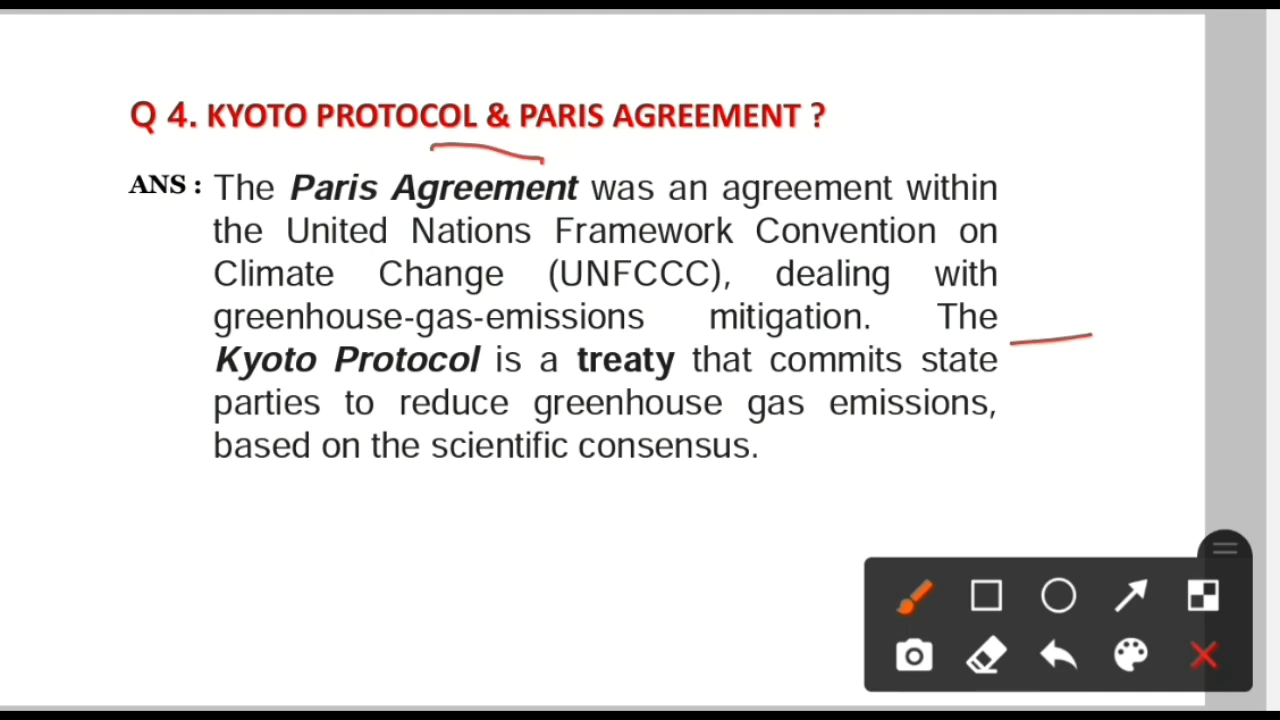 Q 4. KYOTO PROTOCOL & PARIS AGREEMENT ?
ANS : The Paris Agreement was an agreement within
the United Nations Framework Convention on
Climate Change (UNFCCC), dealing with
greenhouse-gas-emissions mitigation. The
Kyoto Protocol is a treaty that commits state
parties to reduce greenhouse gas emissions,
based on the scientific consensus.